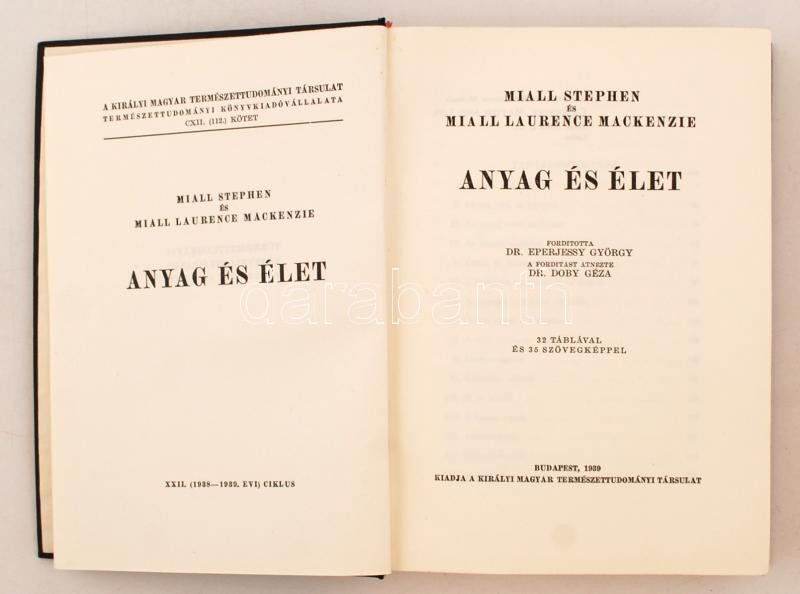 A KIRÁLYI MAGYAR TERMÉSZETTUDOMÁNYI TÁRSULAT
TERMÉSZETTUDOMÁNYI KÖNYVKIADÓVÁLLALATA
CXII. (112.) KÖTET
MIALL STEPHEN
ÉS
MIALL LAURENCE MACKENZIE
ANYAG ÉS ÉLET
XXII. (1938—1939. EVI) CIKLUS
MIALL STEPHEN
ÉS
MIALL LAURENCE MACKENZIE
ANYAG ÉS ÉLET
FORDITOTTA
DR. EPERJESSY GYÖRGY
A FORDITÁST ÁTNÉZTE
DR. DOBY GÉZA
32 TÁBLÁVAL
ÉS 35 SZÖVEGKÉPPEL
BUDAPEST, 1939
KIADJA A KIRÁLYI MAGYAR TERMÉSZETTUDOMÁNYI TÁRSULAT
darabanth